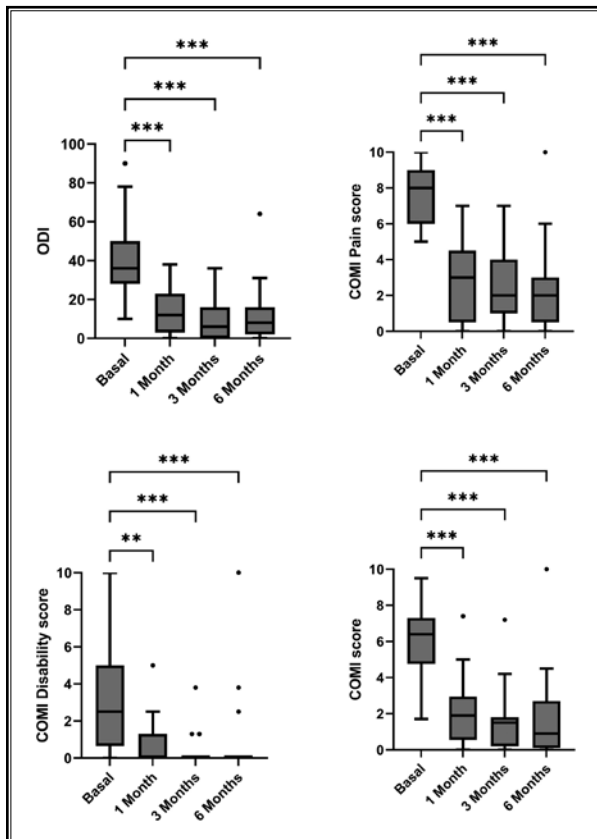 ***
***
***
100
80
60
40
20
0
ODI
Basal
1 Month
3 Months
6 Months
***
***
***
10
8
6
4
2
0
COMI Pain score
Basal
1 Month
3 Months
6 Months
***
***
**
10
8
6
4
2
0
COMI Disability score
Basal
1 Month
3 Months
6 Months
***
***
***
10
8
6
4
2
0
COMI score
Basal
1 Month
3 Months
6 Months